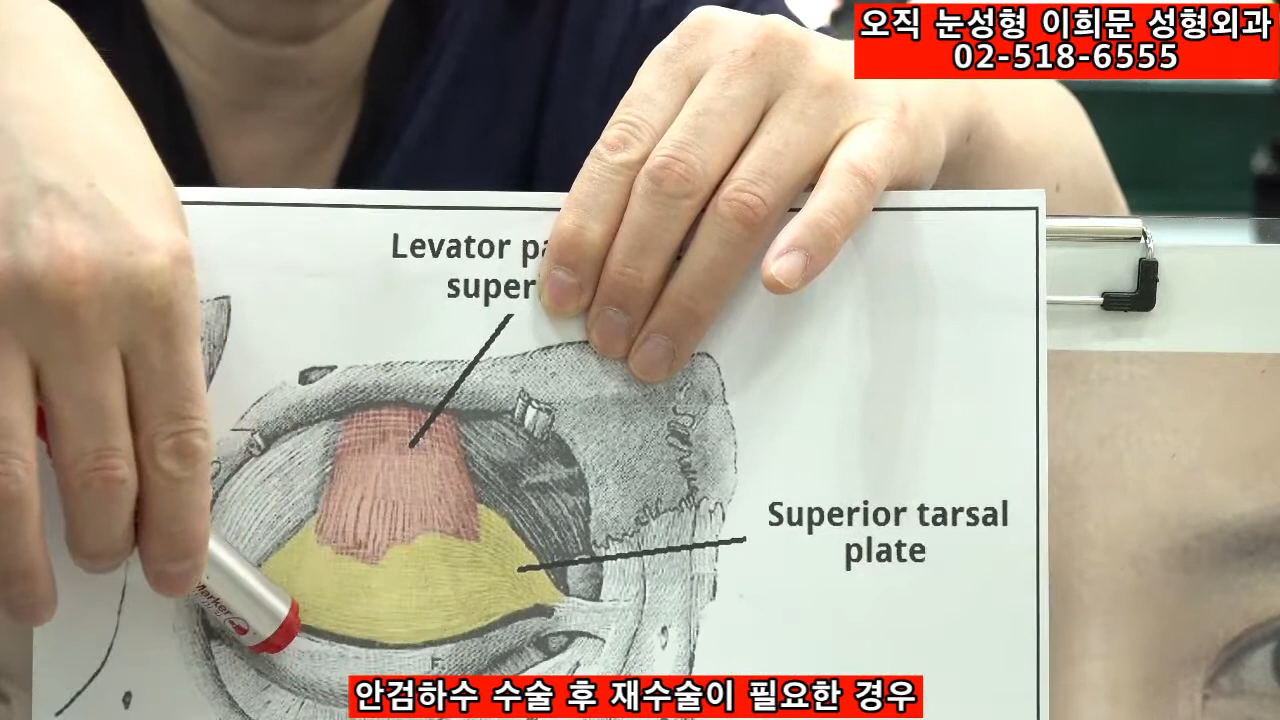 오직 눈성형 이희문 성형외과
02-518-6555
Levator
super
Superior tarsal
plate
Marker
F.
안검하수 수술 후 재수술이 필요한 경우